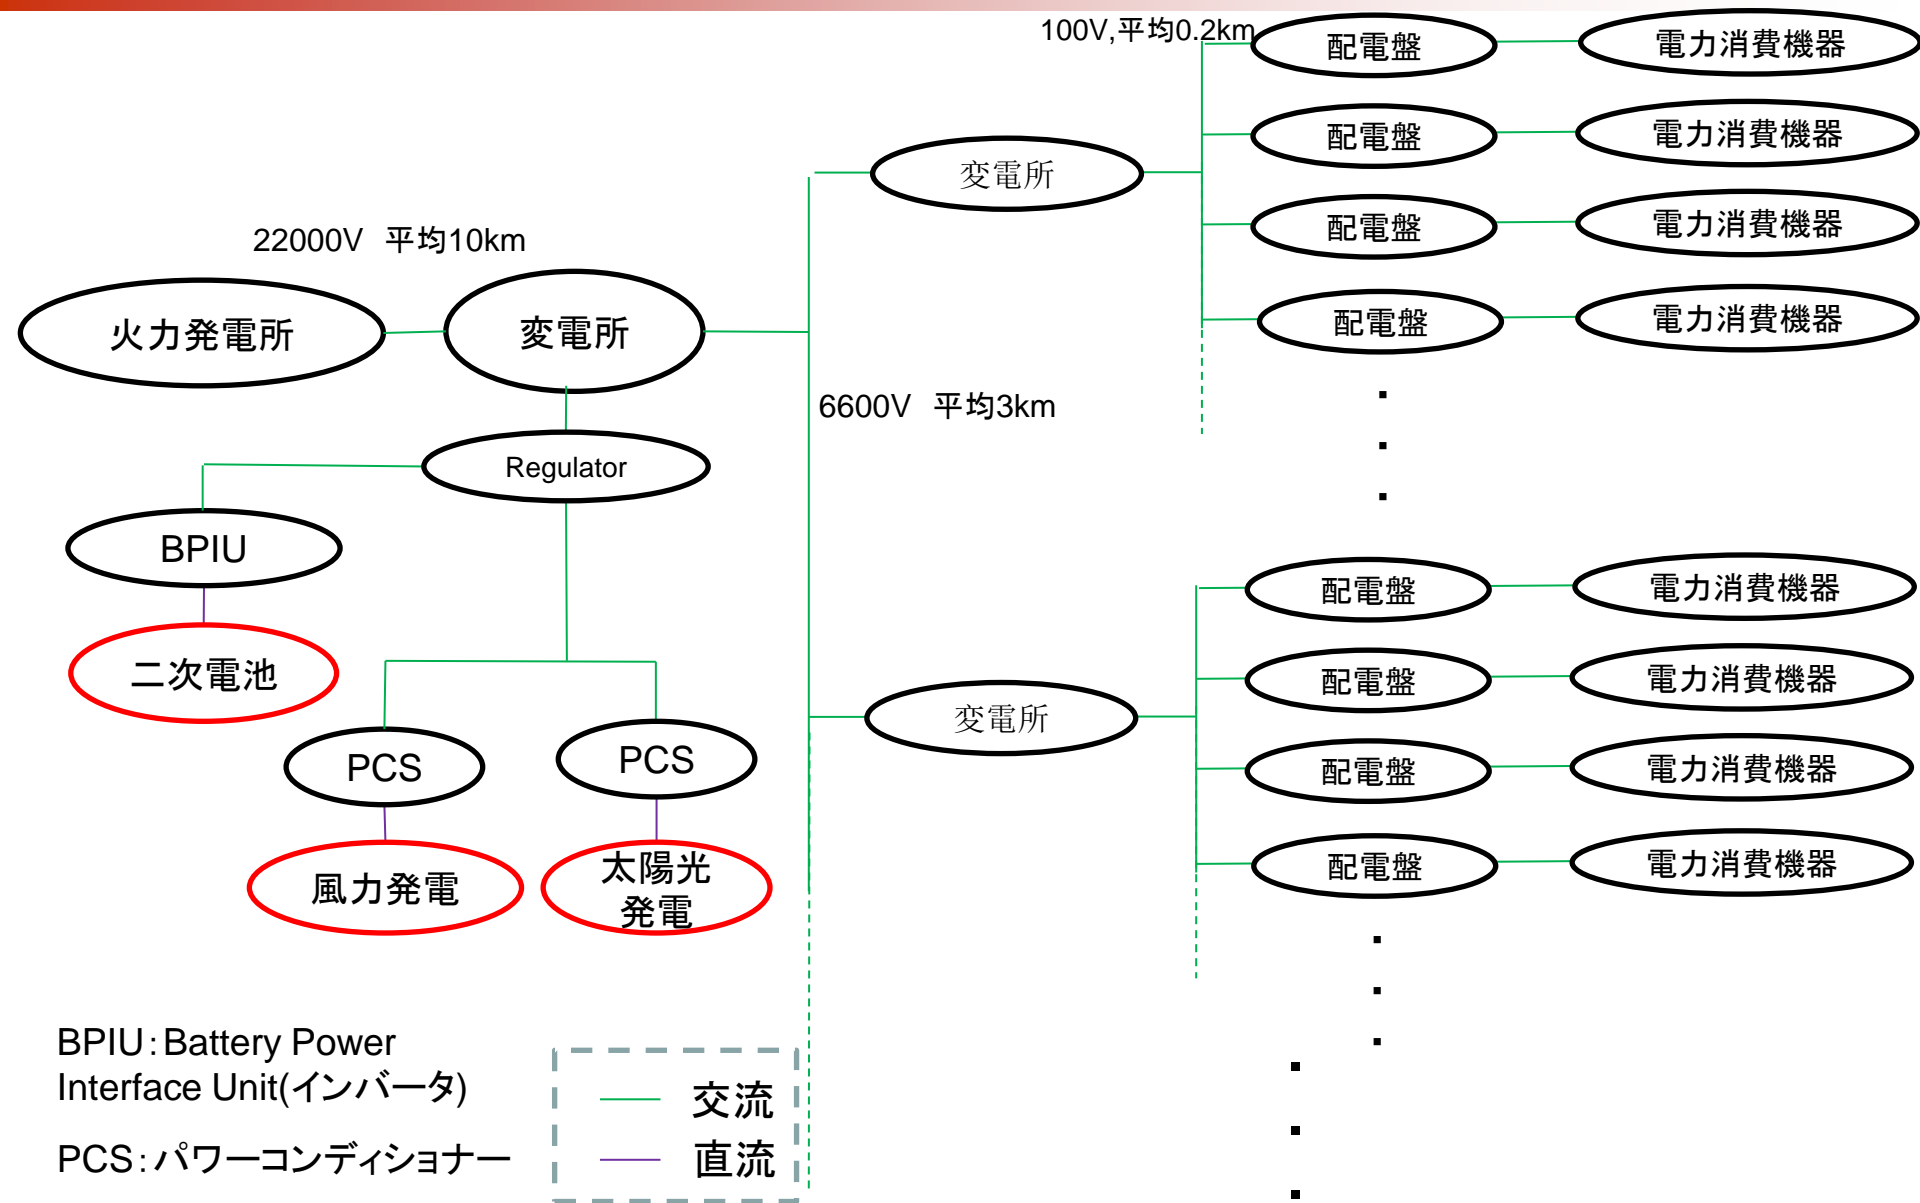 100V,平均0.2km
配電盤
電力消費機器
配電盤
電力消費機器
変電所
配電盤
電力消費機器
22000V 平均10km
配電盤
電力消費機器
火力発電所
変電所
6600V 平均3km
Regulator
BPIU
二次電池
PCS
PCS
風力発電
太陽光
発電
配電盤
電力消費機器
配電盤
電力消費機器
変電所
配電盤
電力消費機器
配電盤
電力消費機器
BPIU:Battery Power
Interface Unit(インバータ)
PCS:パワーコンディショナー
交流
直流